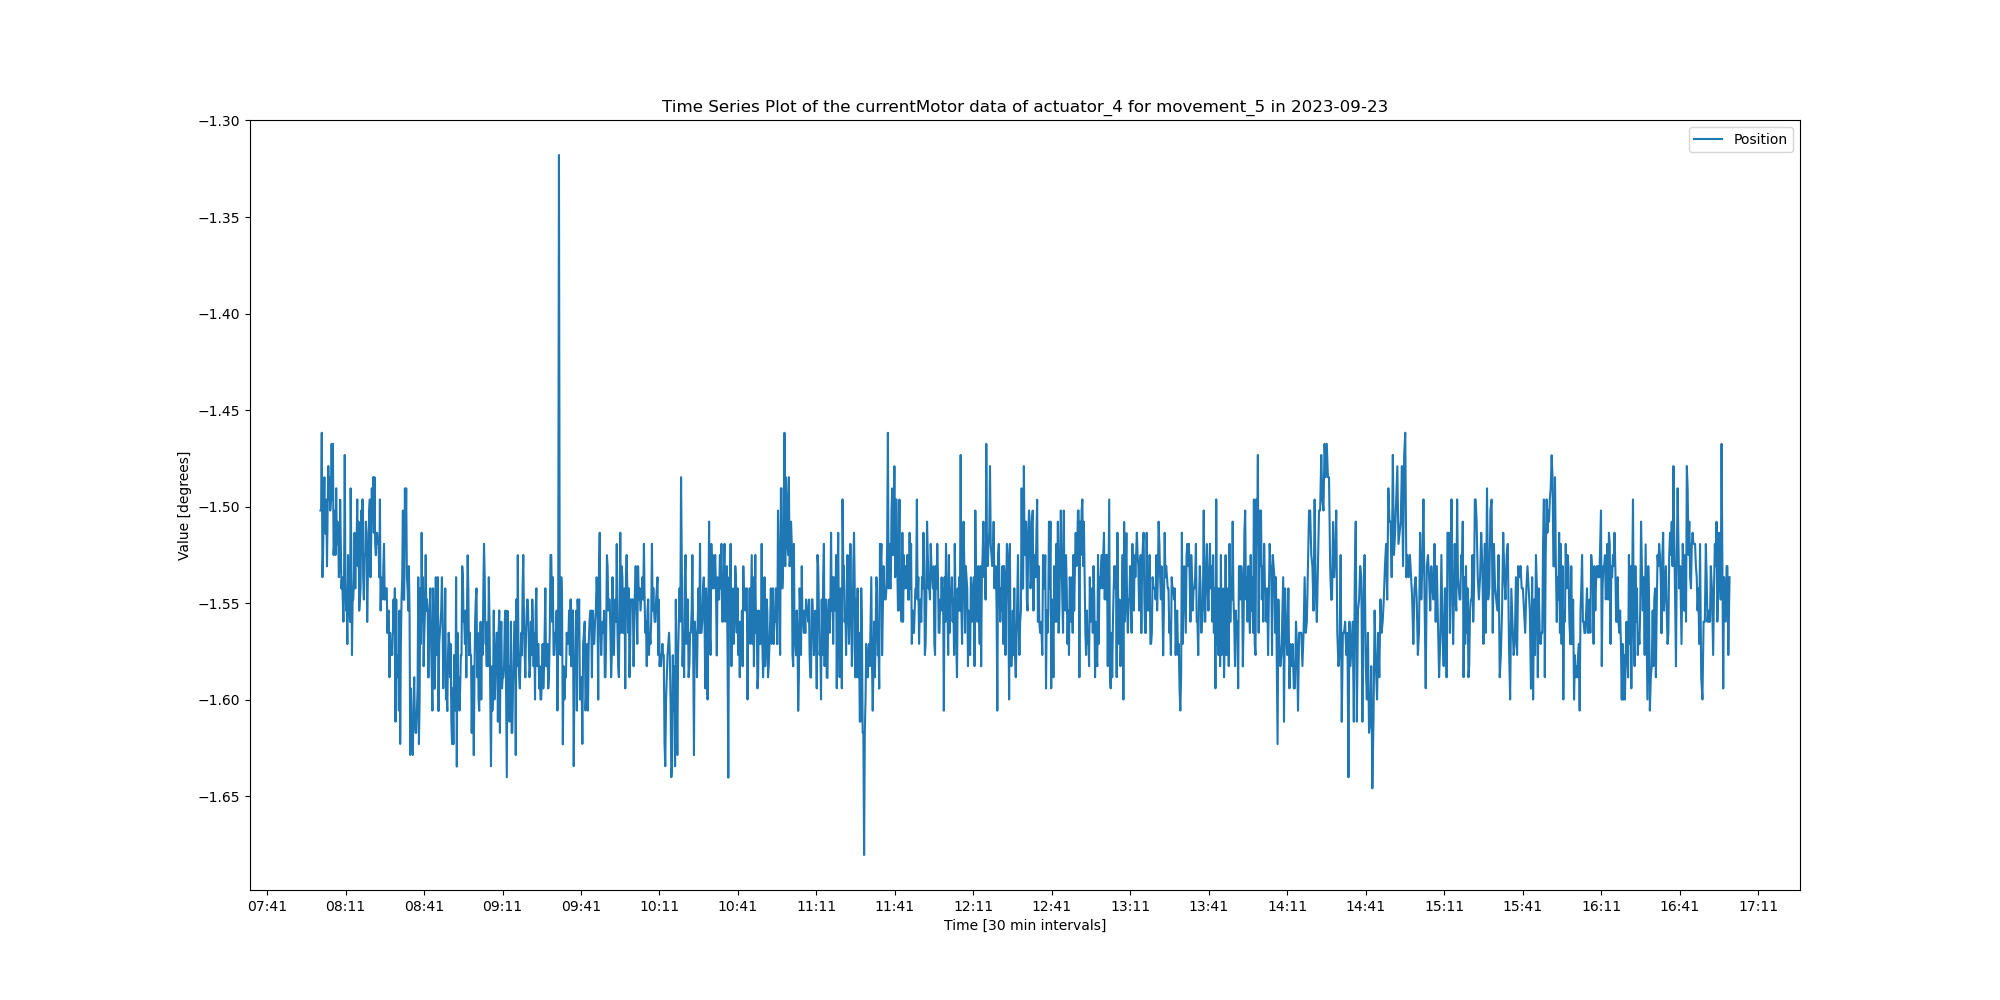 Time Series Plot of the currentMotor data of actuator_4 for movement_5 in 2023-09-23
Position
−1.30
−1.35
−1.40
−1.45
−1.50
−1.55
−1.60
−1.65
Value [degrees]
07:41 08:11 08:41 09:11 09:41 10:11 10:41 11:11 11:41 12:11 12:41 13:11 13:41 14:11 14:41 15:11 15:41 16:11 16:41 17:11
Time [30 min intervals]